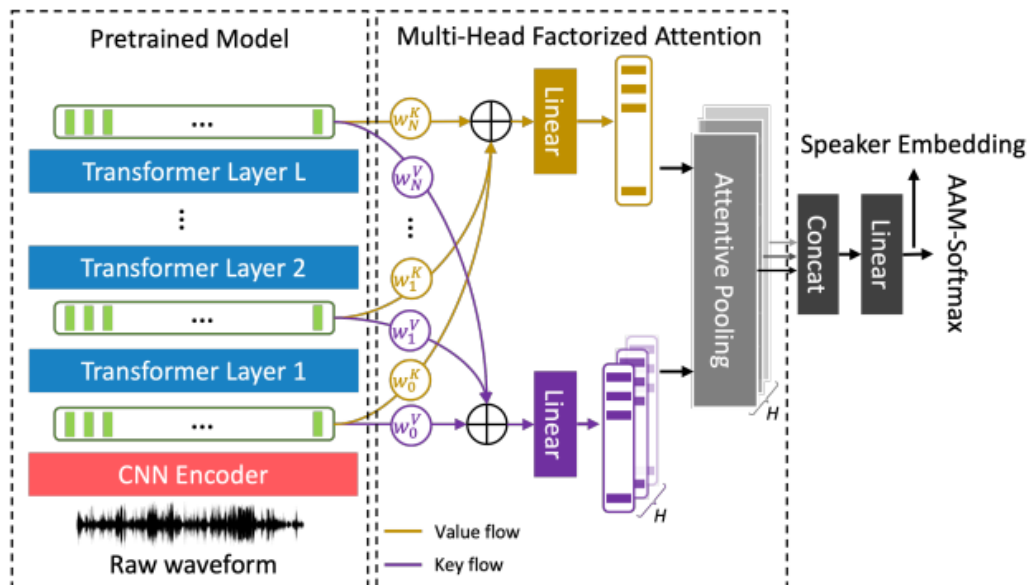 Pretrained Model
Transformer Layer L
Transformer Layer 2
Transformer Layer 1
CNN Encoder
Raw waveform
Multi-Head Factorized Attention
w_N^K
w_N^V
w_1^K
w_1^V
w_0^K
w_0^V
Linear
Linear
H
Value flow
Key flow
Attentive Pooling
H
Concat
Linear
Speaker Embedding
AAM-Softmax